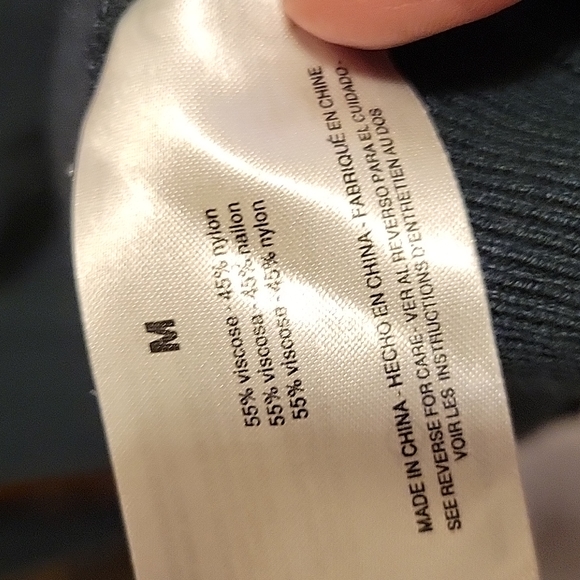 M
55% viscose - 45% nylon
55% viscosa - 45% nailon
55% viscose - 45% nylon
MADE IN CHINA - HECHO EN CHINA - FABRIQUÉ EN CHINE
SEE REVERSE FOR CARE - VER AL REVERSO PARA EL CUIDADO -
VOIR LES INSTRUCTIONS D'ENTRETIEN AU DOS